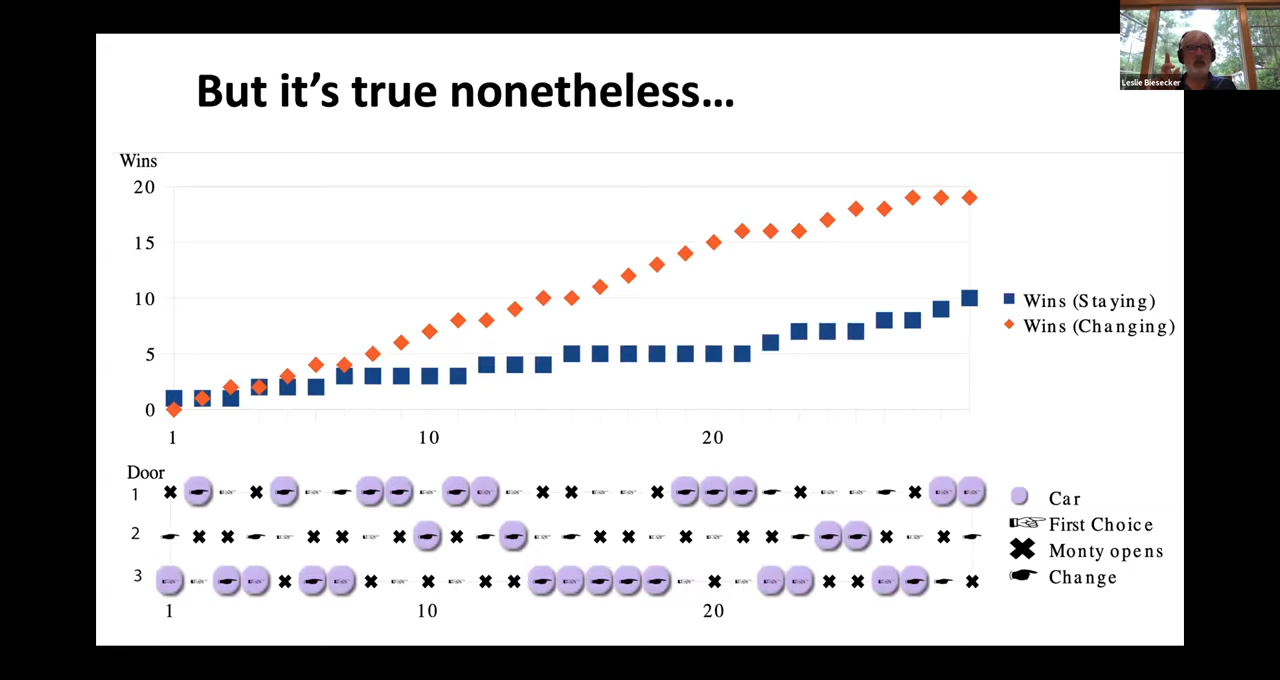 But it's true nonetheless...
Leslie Biesecker
Wins
20
15
10
5
0
1 10 20
Wins (Staying)
Wins (Changing)
Door
1
2
3
1 10 20
Car
First Choice
Monty opens
Change